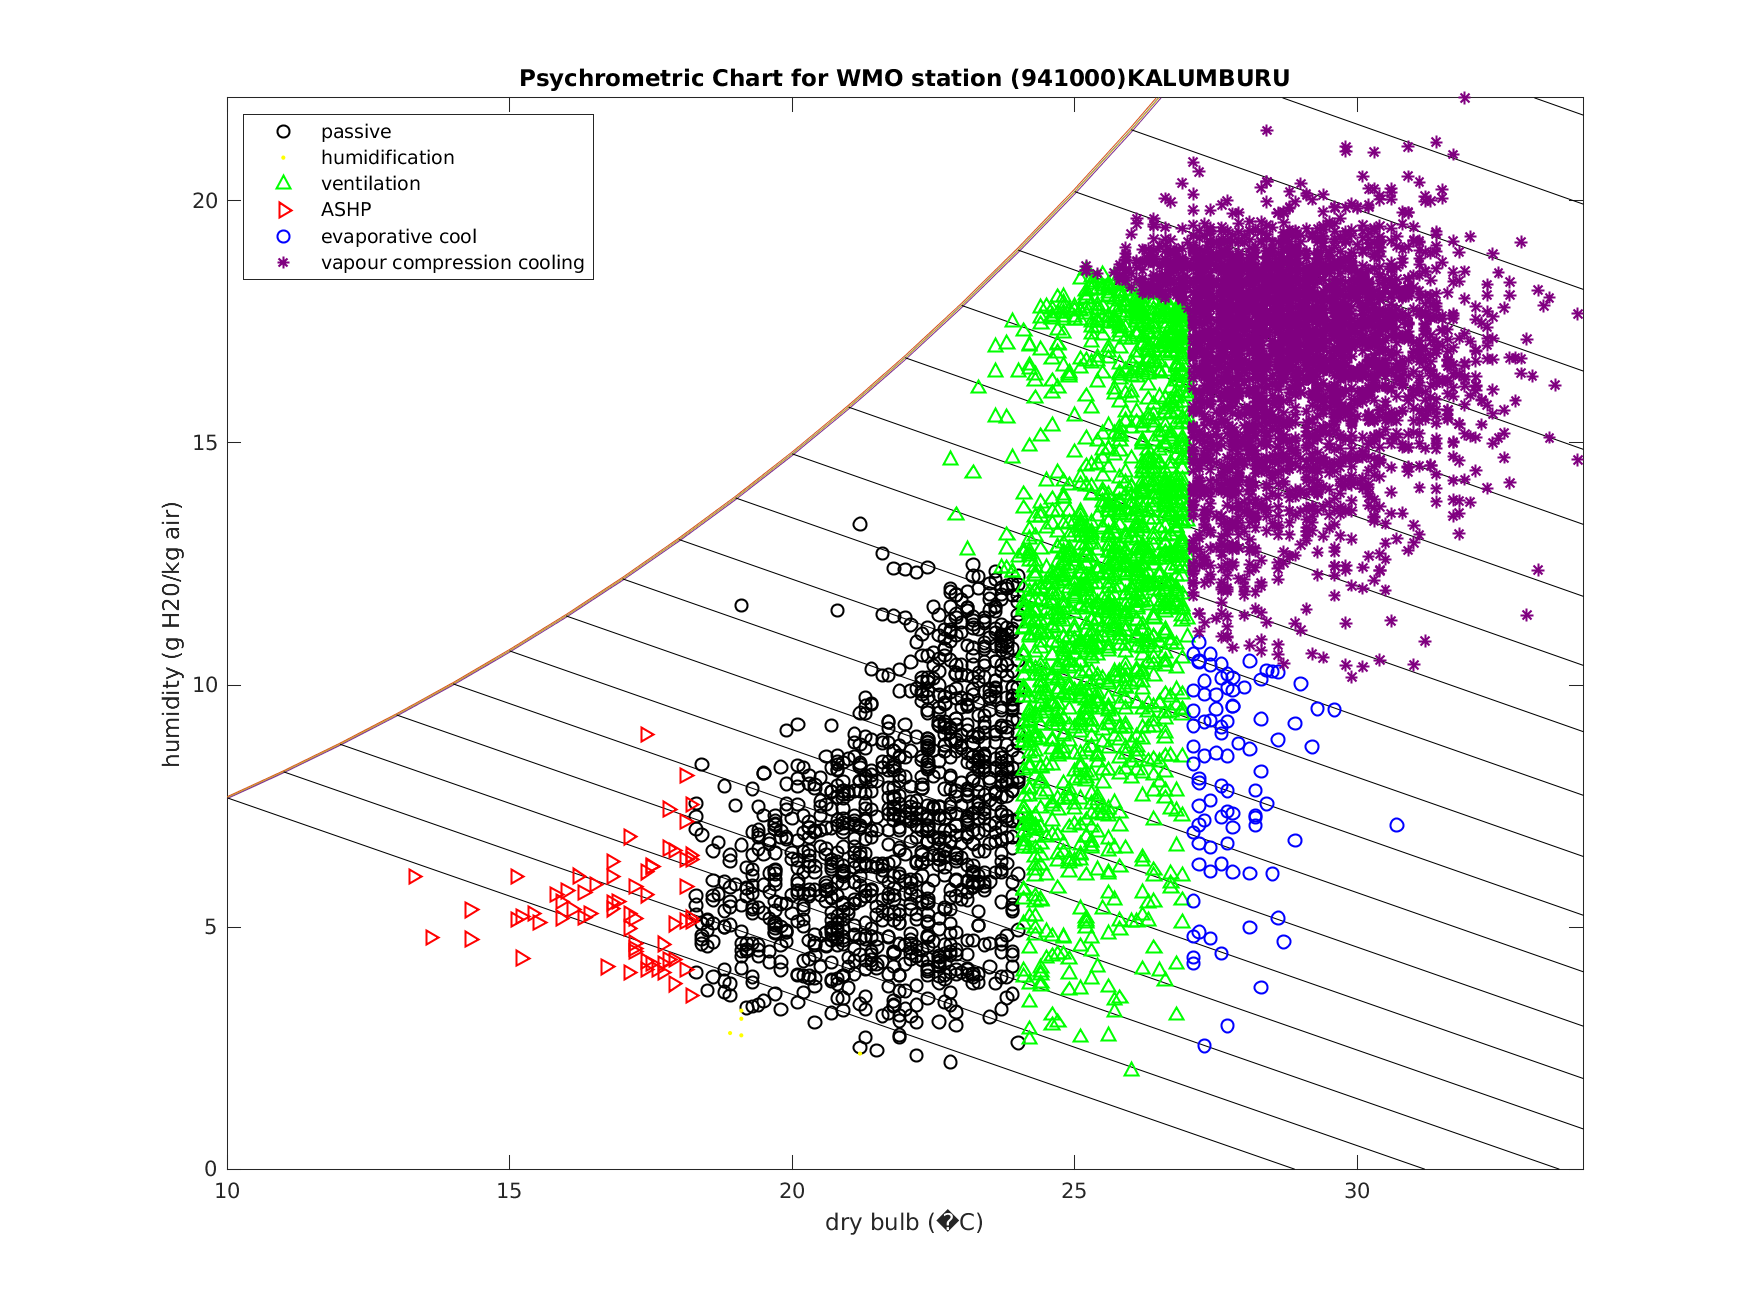 Psychrometric Chart for WMO station (941000)KALUMBURU
passive
humidification
ventilation
ASHP
evaporative cool
vapour compression cooling
humidity (g H20/kg air)
20
15
10
5
0
10
15
20
25
30
dry bulb (�C)